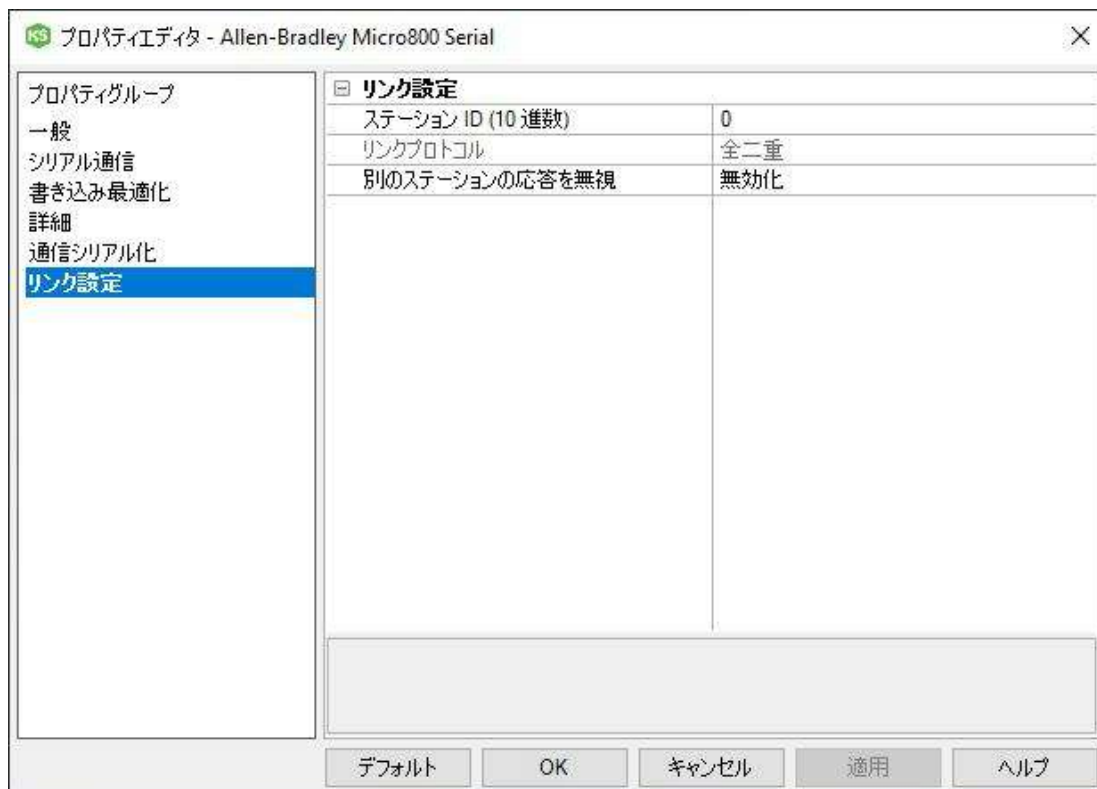 KS プロパティエディタ - Allen-Bradley Micro800 Serial
プロパティグループ
一般
シリアル通信
書き込み最適化
詳細
通信シリアル化
リンク設定
リンク設定
ステーション ID (10 進数) 0
リンクプロトコル 全二重
別のステーションの応答を無視 無効化
デフォルト OK キャンセル 適用 ヘルプ